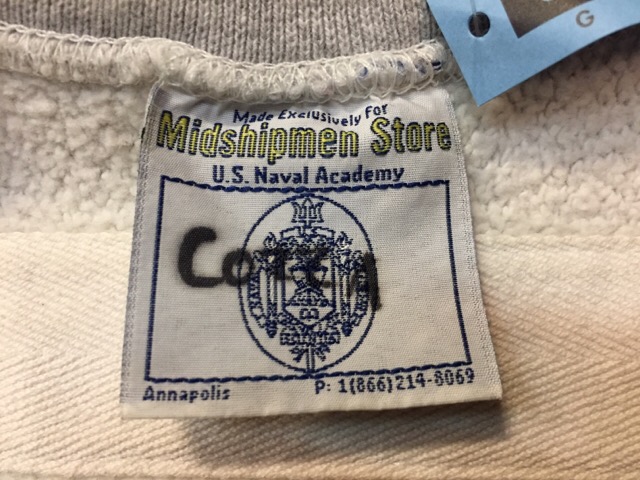 G
Made Exclusively For
Midshipmen Store
U.S. Naval Academy
Annapolis
P: 1(866)214-8069